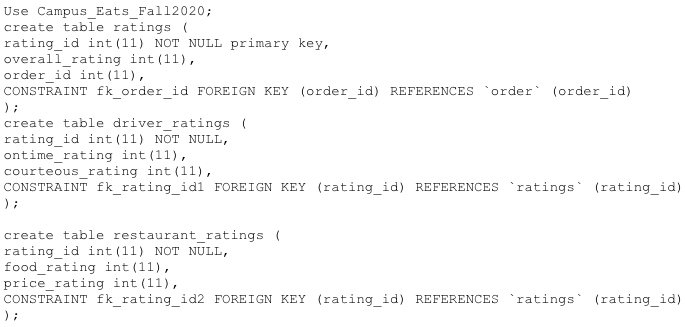 Use Campus_Eats_Fall2020;
create table ratings (
rating_id int(11) NOT NULL primary key,
overall_rating int(11),
order_id int(11),
CONSTRAINT fk_order_id FOREIGN KEY (order_id) REFERENCES `order` (order_id)
);
create table driver_ratings (
rating_id int(11) NOT NULL,
ontime_rating int(11),
courteous_rating int(11),
CONSTRAINT fk_rating_id1 FOREIGN KEY (rating_id) REFERENCES `ratings` (rating_id)
);
create table restaurant_ratings (
rating_id int(11) NOT NULL,
food_rating int(11),
price_rating int(11),
CONSTRAINT fk_rating_id2 FOREIGN KEY (rating_id) REFERENCES `ratings` (rating_id)
);